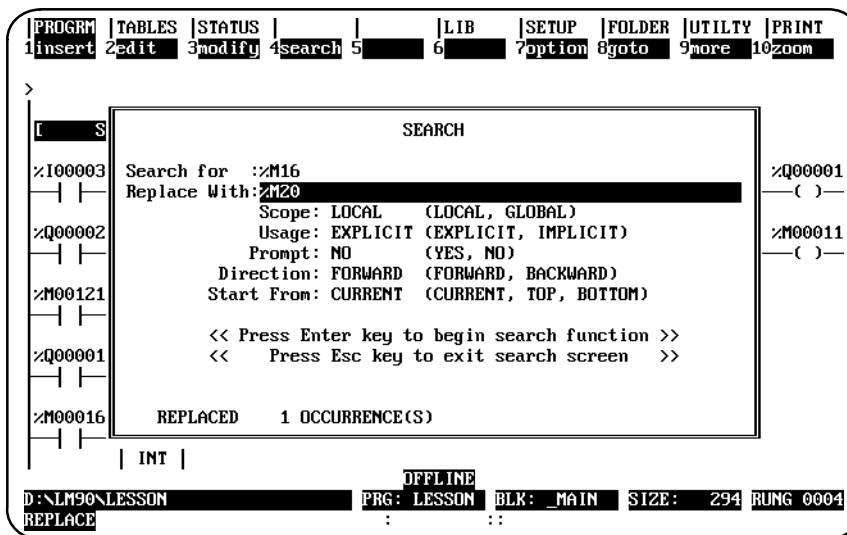 |PROGRM |TABLES |STATUS | | |LIB |SETUP |FOLDER |UTILTY |PRINT
1insert 2edit 3modify 4search 5 6 7option 8goto 9more 10zoom
>
[ S
SEARCH
%I00003 Search for :%M16 %Q00001
Replace With:%M20
Scope: LOCAL (LOCAL, GLOBAL)
%Q00002 Usage: EXPLICIT (EXPLICIT, IMPLICIT) %M00011
Prompt: NO (YES, NO)
Direction: FORWARD (FORWARD, BACKWARD)
%M00121 Start From: CURRENT (CURRENT, TOP, BOTTOM)
<< Press Enter key to begin search function >>
%Q00001 << Press Esc key to exit search screen >>
%M00016 REPLACED 1 OCCURRENCE(S)
| INT |
OFFLINE
D:\LM90\LESSON PRG: LESSON BLK: _MAIN SIZE: 294 RUNG 0004
REPLACE : ::